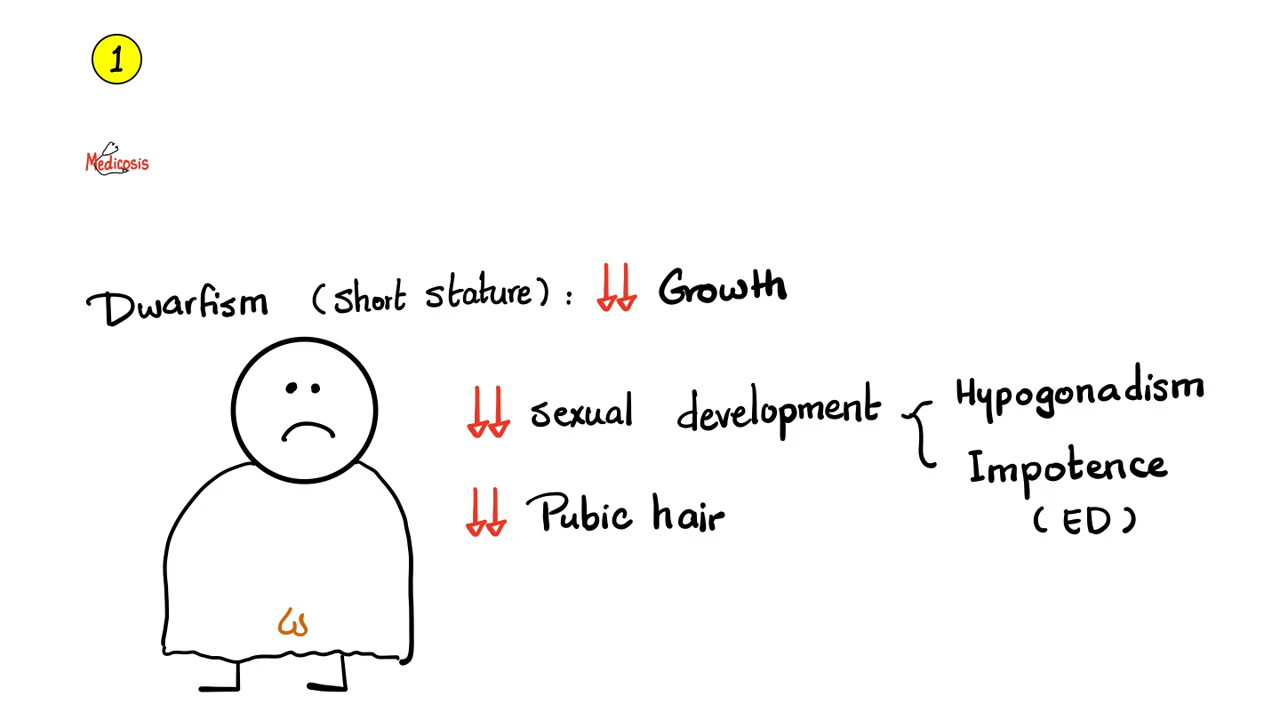 1
Medicosis
Dwarfism (short stature): ↓↓ Growth
↓↓ sexual development { Hypogonadism
Impotence
(ED)
↓↓ Pubic hair